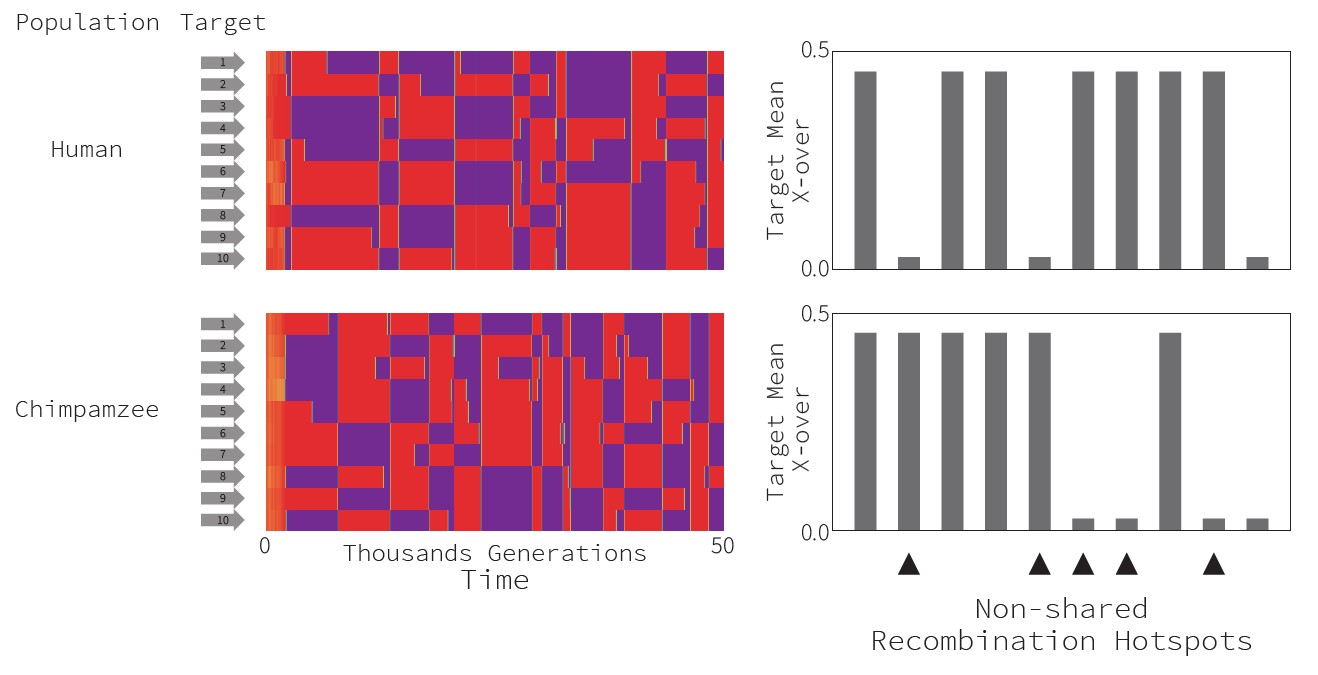 Population Target
Human
1
2
3
4
5
6
7
8
9
10
0.5
Target Mean
X-over
0.0
Chimpamzee
1
2
3
4
5
6
7
8
9
10
0.5
Target Mean
X-over
0.0
0
Thousands Generations
50
Time
Non-shared
Recombination Hotspots